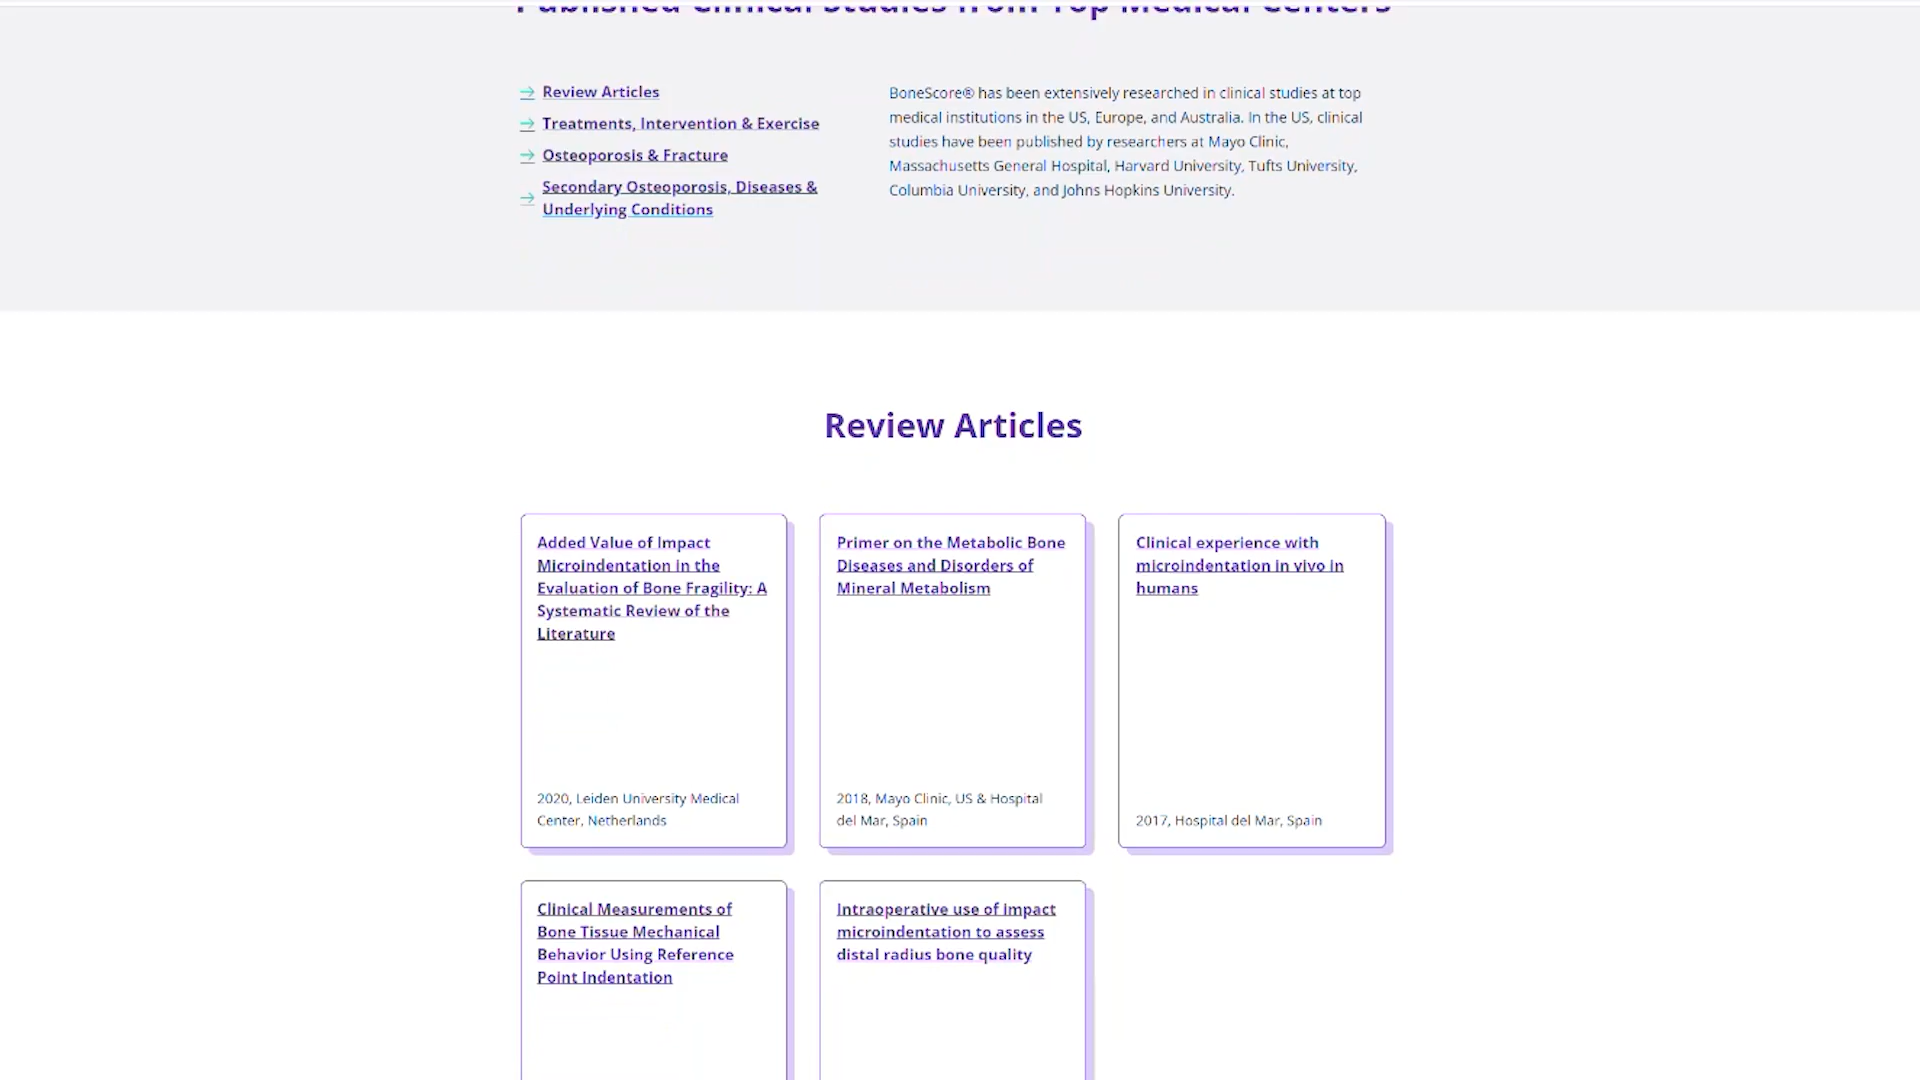 Published Clinical Studies from Top Medical Centers
Review Articles
Treatments, Intervention & Exercise
Osteoporosis & Fracture
Secondary Osteoporosis, Diseases &
Underlying Conditions
BoneScore® has been extensively researched in clinical studies at top
medical institutions in the US, Europe, and Australia. In the US, clinical
studies have been published by researchers at Mayo Clinic,
Massachusetts General Hospital, Harvard University, Tufts University,
Columbia University, and Johns Hopkins University.
Review Articles
Added Value of Impact
Microindentation in the
Evaluation of Bone Fragility: A
Systematic Review of the
Literature
2020, Leiden University Medical
Center, Netherlands
Primer on the Metabolic Bone
Diseases and Disorders of
Mineral Metabolism
2018, Mayo Clinic, US & Hospital
del Mar, Spain
Clinical experience with
microindentation in vivo in
humans
2017, Hospital del Mar, Spain
Clinical Measurements of
Bone Tissue Mechanical
Behavior Using Reference
Point Indentation
Intraoperative use of impact
microindentation to assess
distal radius bone quality